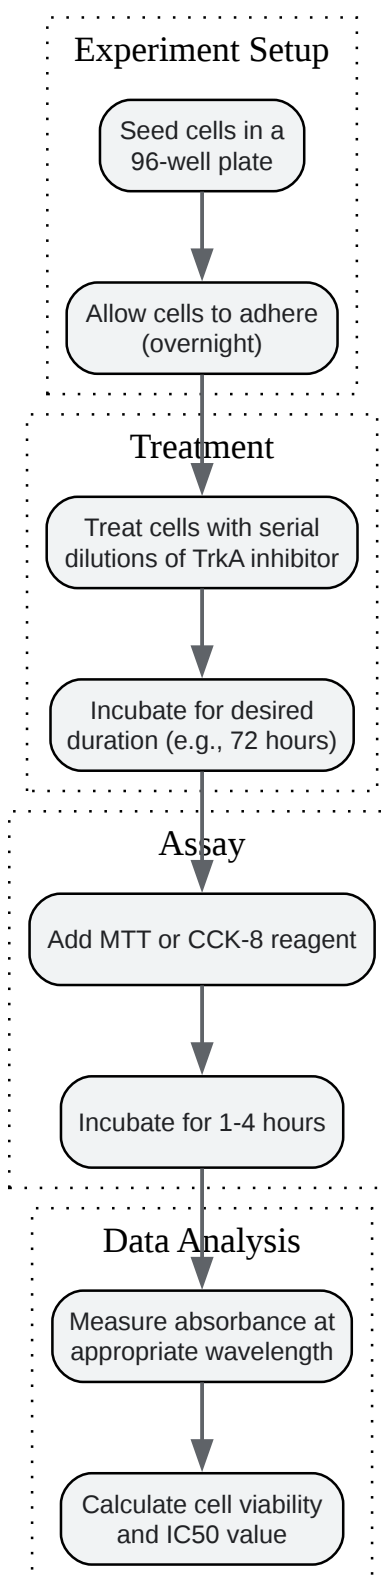 Experiment Setup
Seed cells in a
96-well plate
Allow cells to adhere
(overnight)
Treatment
Treat cells with serial
dilutions of TrkA inhibitor
Incubate for desired
duration (e.g., 72 hours)
Assay
Add MTT or CCK-8 reagent
Incubate for 1-4 hours
Data Analysis
Measure absorbance at
appropriate wavelength
Calculate cell viability
and IC50 value